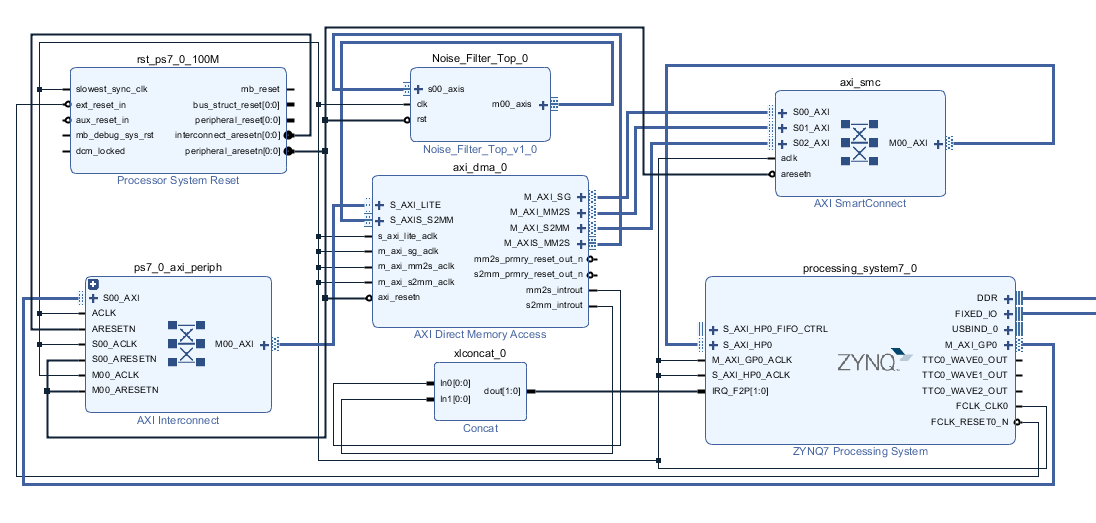 rst_ps7_0_100M
slowest_sync_clk
ext_reset_in
aux_reset_in
mb_debug_sys_rst
dcm_locked
mb_reset
bus_struct_reset[0:0]
peripheral_reset[0:0]
interconnect_aresetn[0:0]
peripheral_aresetn[0:0]
Processor System Reset
Noise_Filter_Top_0
s00_axis
clk
rst
m00_axis
Noise_Filter_Top_v1_0
axi_smc
S00_AXI
S01_AXI
S02_AXI
aclk
aresetn
M00_AXI
AXI SmartConnect
axi_dma_0
S_AXI_LITE
S_AXIS_S2MM
s_axi_lite_aclk
m_axi_sg_aclk
m_axi_mm2s_aclk
m_axi_s2mm_aclk
axi_resetn
M_AXI_SG
M_AXI_MM2S
M_AXI_S2MM
M_AXIS_MM2S
mm2s_prmry_reset_out_n
s2mm_prmry_reset_out_n
mm2s_introut
s2mm_introut
AXI Direct Memory Access
ps7_0_axi_periph
S00_AXI
ACLK
ARESETN
S00_ACLK
S00_ARESETN
M00_ACLK
M00_ARESETN
M00_AXI
AXI Interconnect
xlconcat_0
In0[0:0]
In1[0:0]
dout[1:0]
Concat
processing_system7_0
S_AXI_HP0_FIFO_CTRL
S_AXI_HP0
M_AXI_GP0_ACLK
S_AXI_HP0_ACLK
IRQ_F2P[1:0]
ZYNQ
DDR
FIXED_IO
USBIND_0
M_AXI_GP0
TTC0_WAVE0_OUT
TTC0_WAVE1_OUT
TTC0_WAVE2_OUT
FCLK_CLK0
FCLK_RESET0_N
ZYNQ7 Processing System